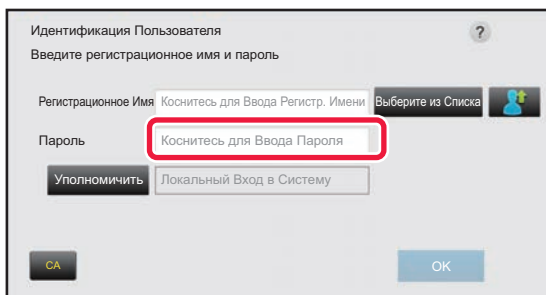 Идентификация Пользователя
?
Введите регистрационное имя и пароль
Регистрационное Имя Коснитесь для Ввода Регистр. Имени Выберите из Списка
Пароль Коснитесь для Ввода Пароля
Уполномичить Локальный Вход в Систему
CA OK